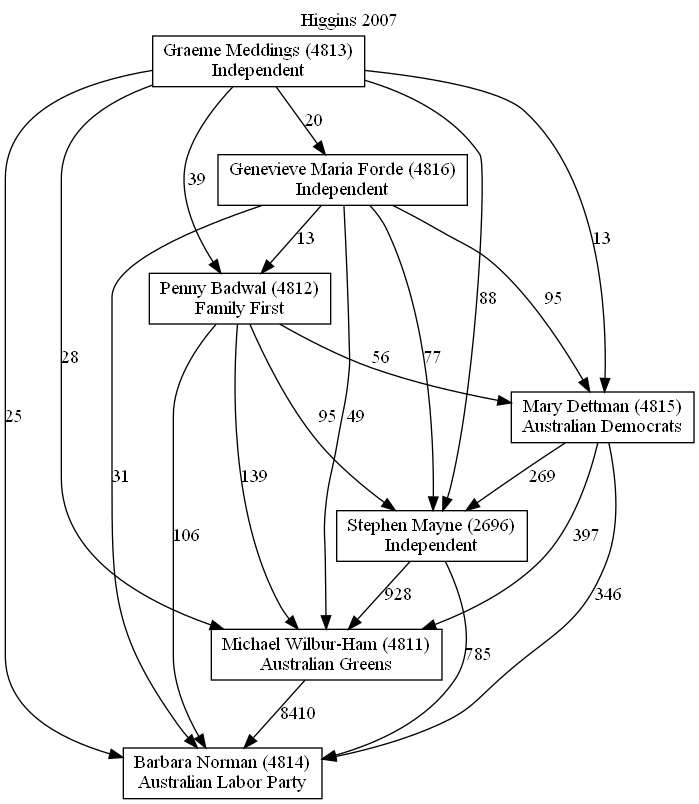 Higgins 2007
Graeme Meddings (4813)
Independent
20
39
Genevieve Maria Forde (4816)
Independent
13
13
Penny Badwal (4812)
Family First
88
95
28
56
77
25
95
49
Mary Dettman (4815)
Australian Democrats
31
139
269
106
Stephen Mayne (2696)
Independent
397
928
346
Michael Wilbur-Ham (4811)
Australian Greens
785
8410
Barbara Norman (4814)
Australian Labor Party